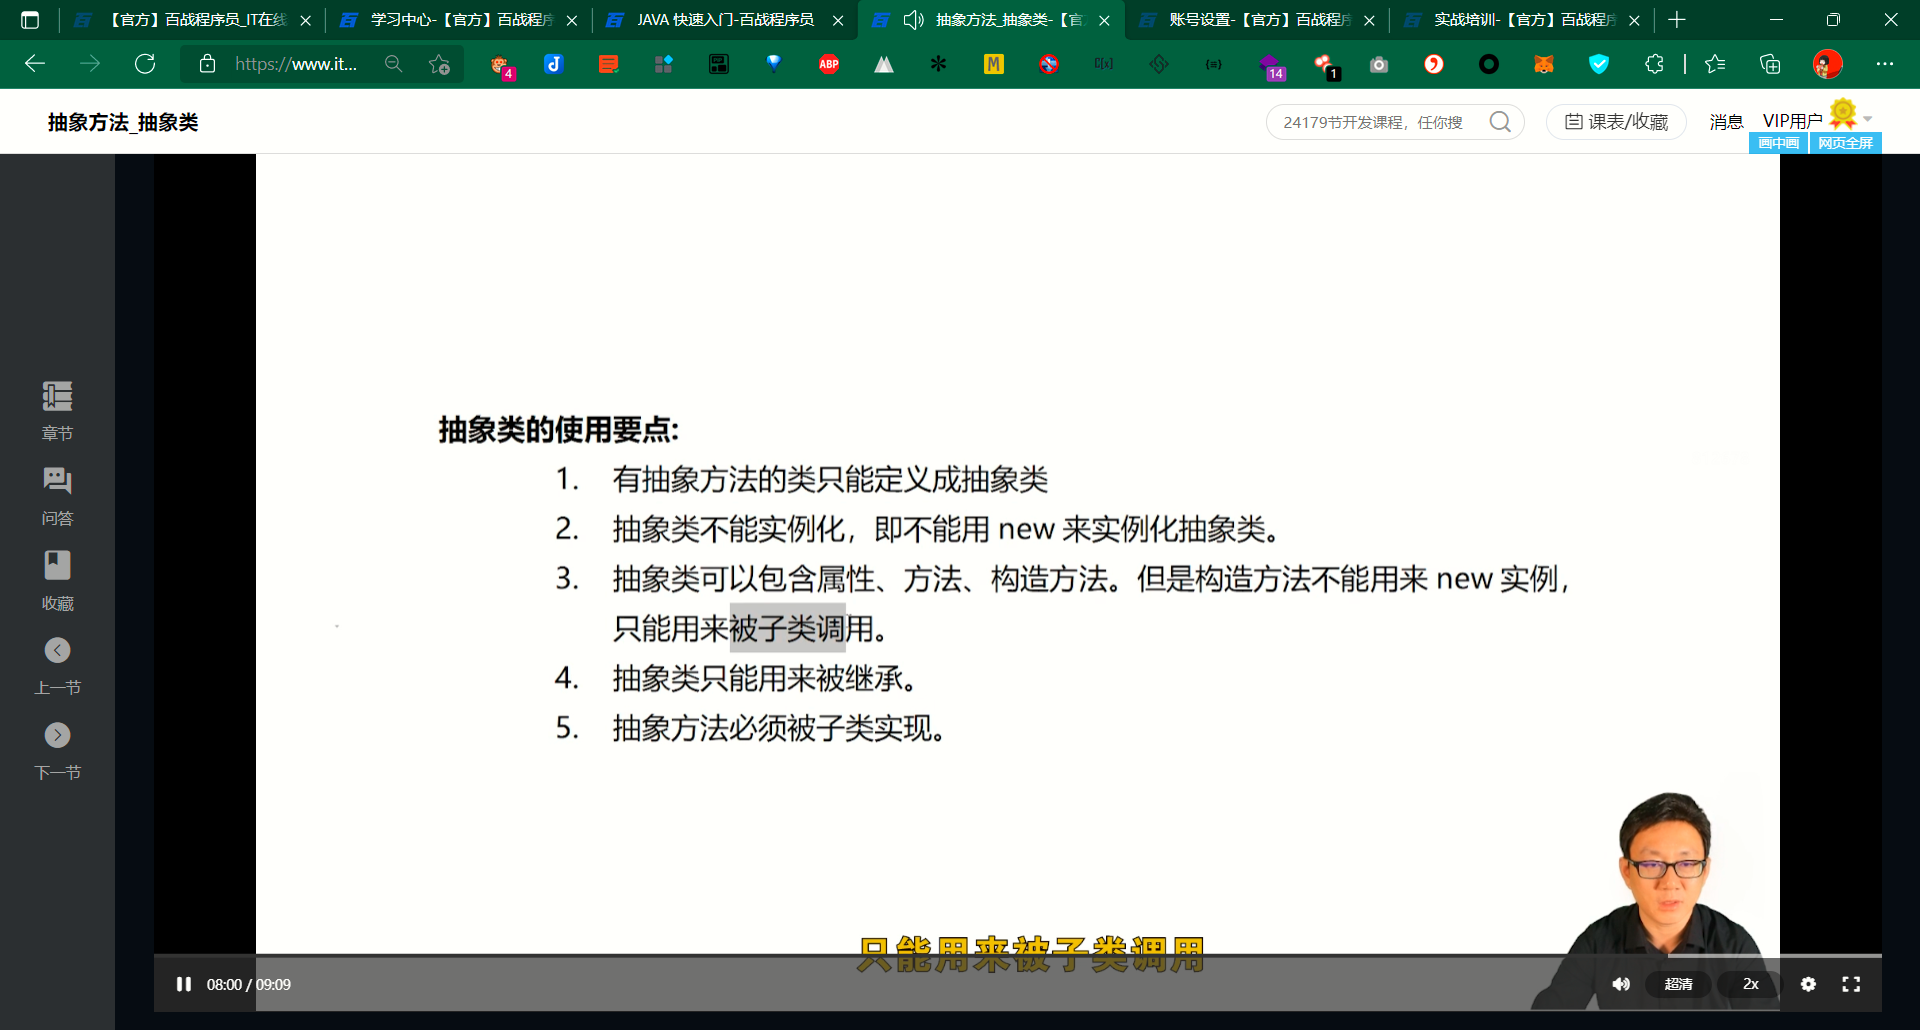 【官方】百战程序员_IT在线
学习中心-【官方】百战程序
JAVA 快速入门-百战程序员
抽象方法_抽象类-【官
账号设置-【官方】百战程序
实战培训-【官方】百战程序
https://www.it...
4
ABP
M
14
1
抽象方法_抽象类
24179节开发课程，任你搜
课表/收藏
消息
VIP用户
画中画
网页全屏
章节
问答
收藏
上一节
下一节
抽象类的使用要点:
1. 有抽象方法的类只能定义成抽象类
2. 抽象类不能实例化，即不能用 new 来实例化抽象类。
3. 抽象类可以包含属性、方法、构造方法。但是构造方法不能用来 new 实例，
只能用来被子类调用。
4. 抽象类只能用来被继承。
5. 抽象方法必须被子类实现。
只能用来被子类调用
08:00 / 09:09
超清
2x